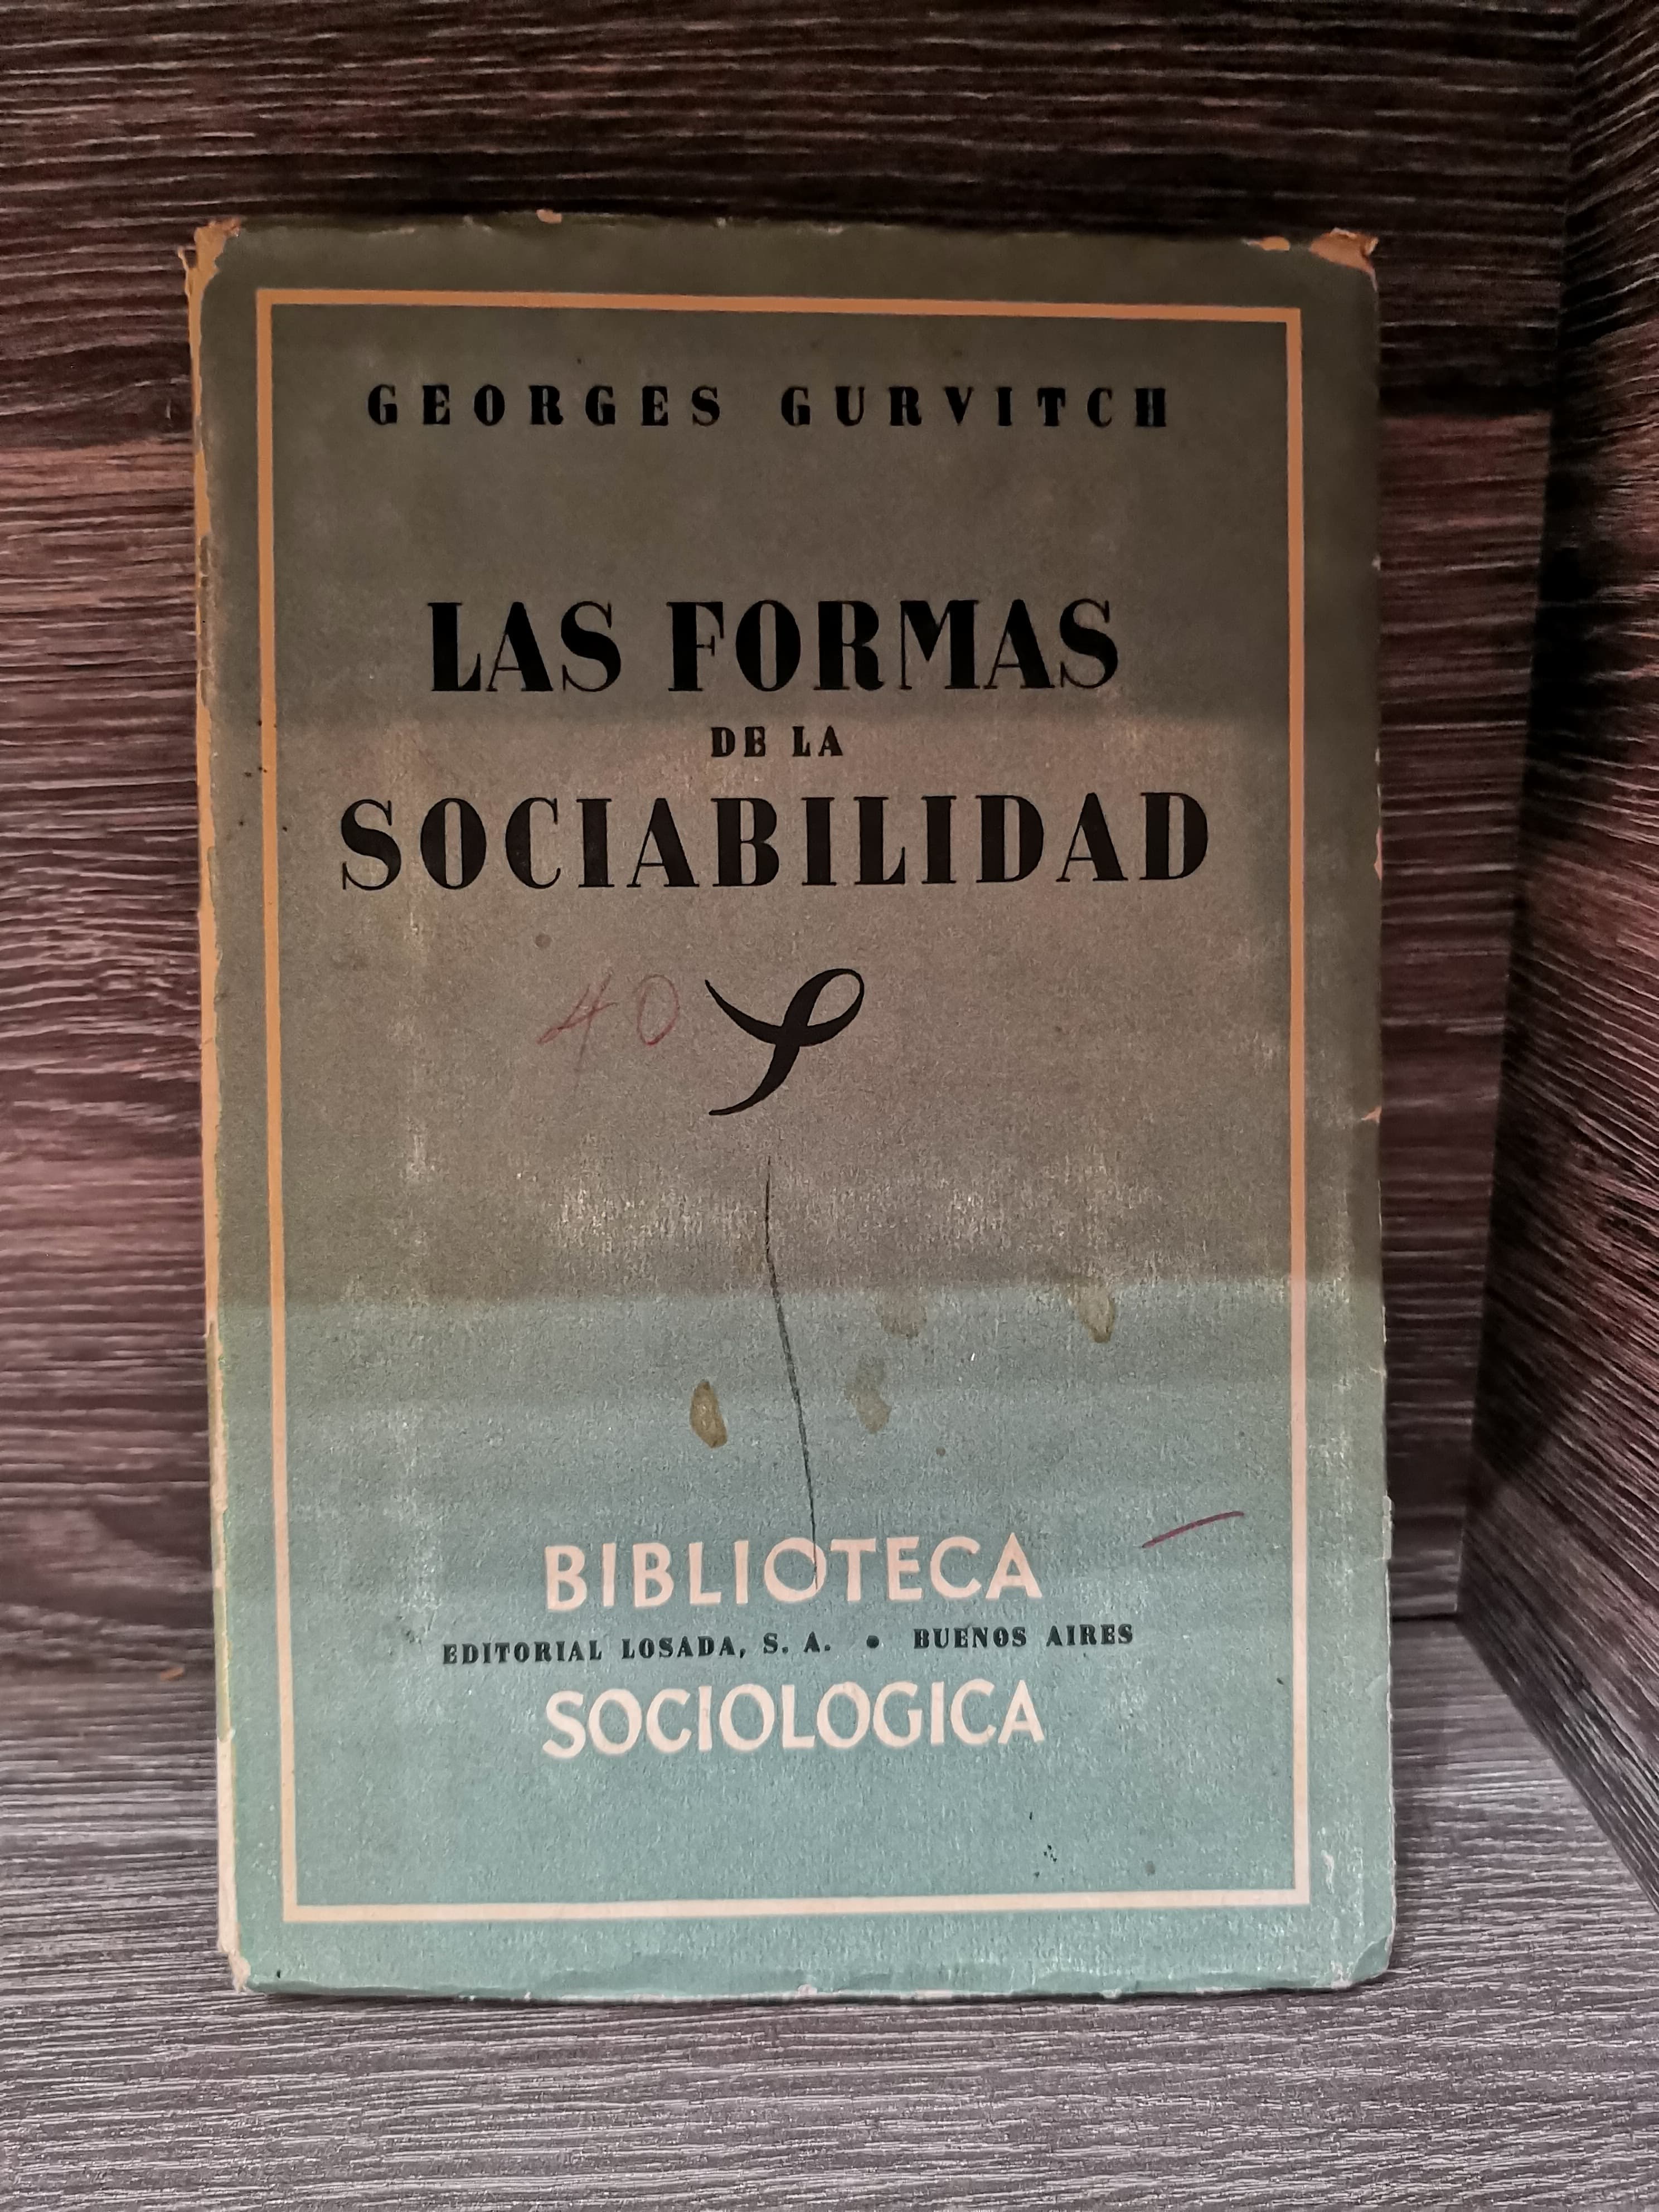 GEORGES GURVITCH
LAS FORMAS
DE LA
SOCIABILIDAD
40
BIBLIOTECA
EDITORIAL LOSADA, S. A. • BUENOS AIRES
SOCIOLOGICA